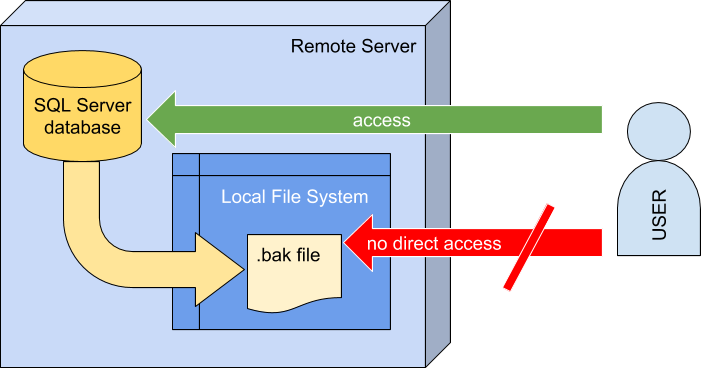 Remote Server
SQL Server
database
access
Local File System
no direct access
.bak file
USER